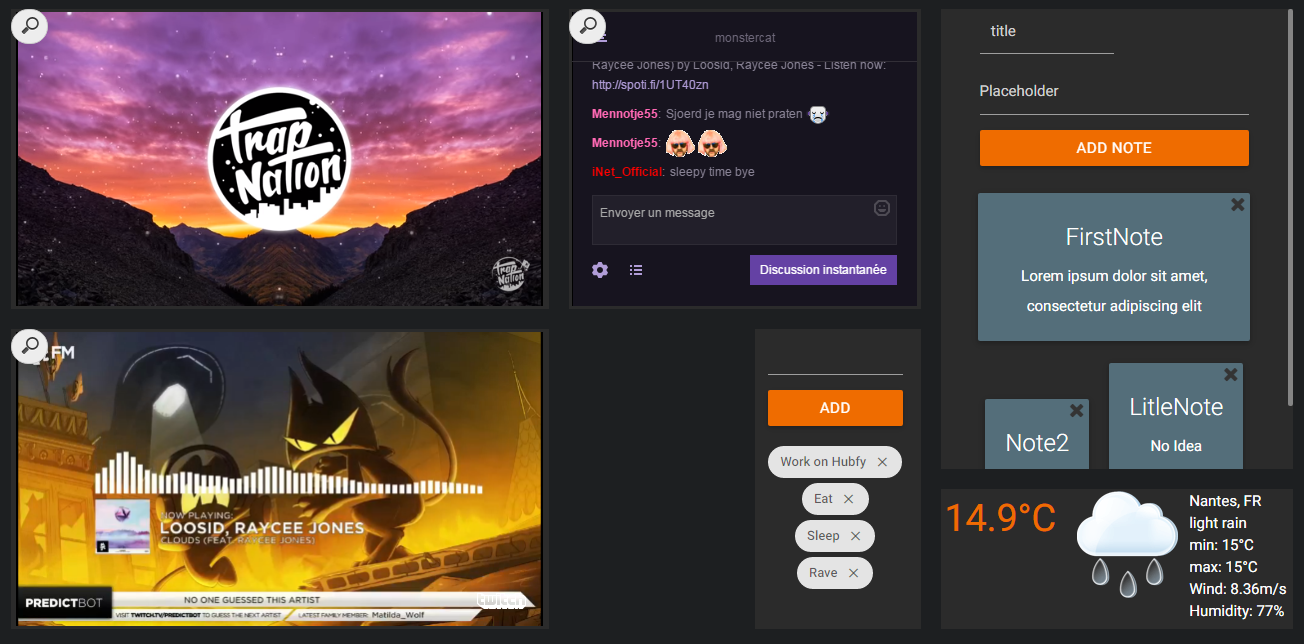 Trap
Nation
Trap
Nation
monstercat
Raycee Jones) by Loosid, Raycee Jones - Listen now:
http://spoti.fi/1UT40zn
Mennotje55: Sjoerd je mag niet praten
Mennotje55:
iNet_Official: sleepy time bye
Envoyer un message
Discussion instantanée
title
Placeholder
ADD NOTE
FirstNote
Lorem ipsum dolor sit amet,
consectetur adipiscing elit
Note2
LitleNote
No Idea
FM
NOW PLAYING:
LOOSID, RAYCEE JONES
CLOUDS (FEAT. RAYCEE JONES)
PREDICTBOT
NO ONE GUESSED THIS ARTIST
twitch
VISIT TWITCH.TV/PREDICTBOT TO GUESS THE NEXT ARTIST
LATEST FAMILY MEMBER: Matilda_Wolf
ADD
Work on Hubfy
Eat
Sleep
Rave
14.9°C
Nantes, FR
light rain
min: 15°C
max: 15°C
Wind: 8.36m/s
Humidity: 77%